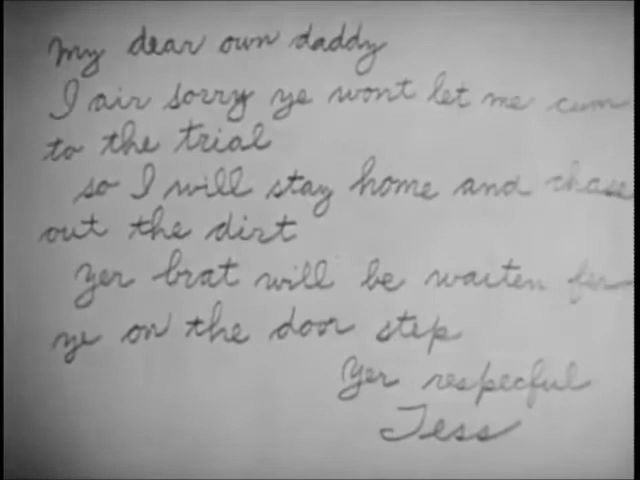 My dear own daddy
I air sorry ye wont let me cum
to the trial
so I will stay home and chase
out the dirt
Yer brat will be waiten fer
ye on the door step
Yer respecful
Tess